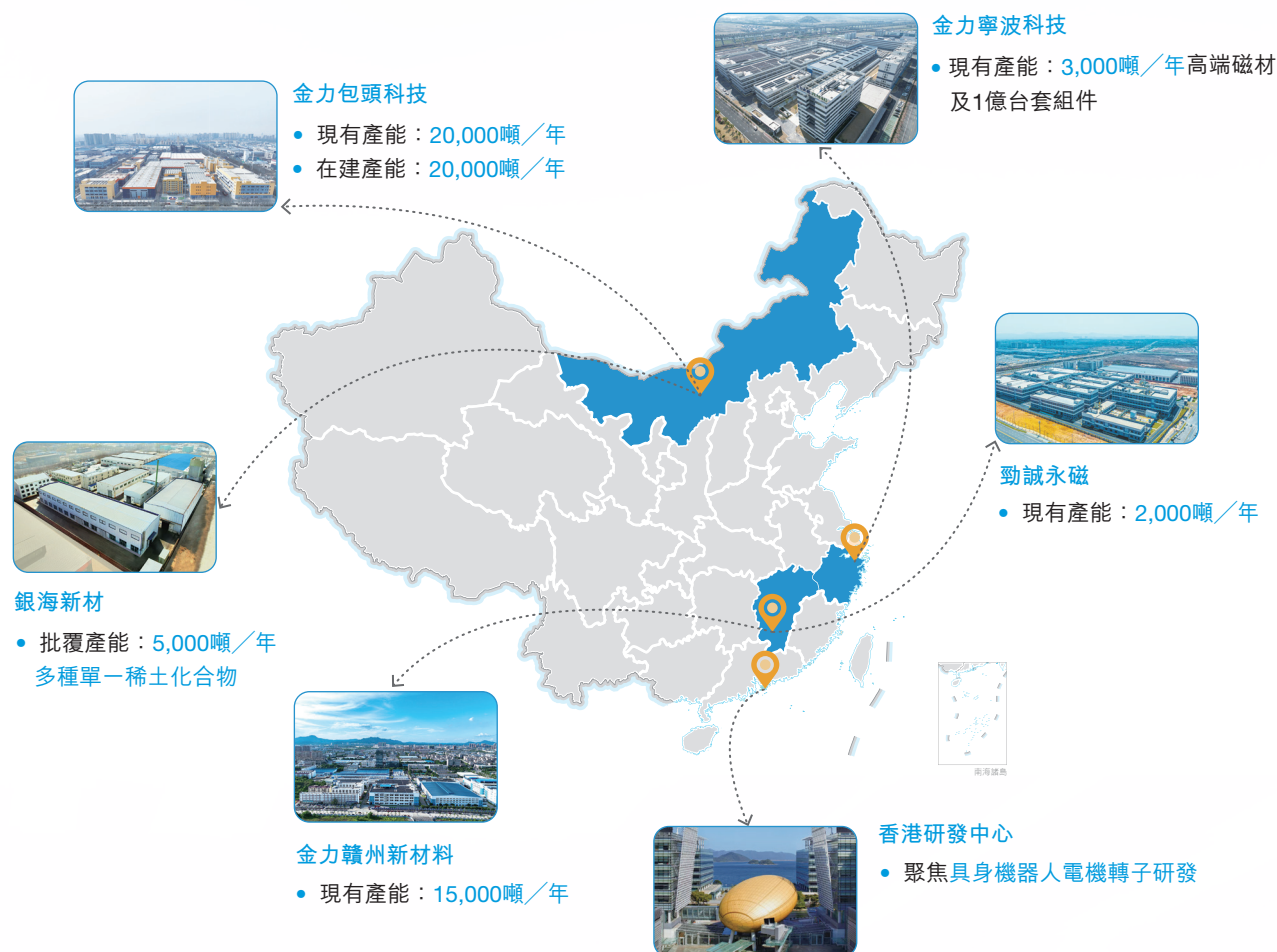 金力寧波科技
• 現有產能：3,000噸／年高端磁材
及1億台套組件
金力包頭科技
• 現有產能：20,000噸／年
• 在建產能：20,000噸／年
勁誠永磁
• 現有產能：2,000噸／年
銀海新材
• 批覆產能：5,000噸／年
多種單一稀土化合物
南海諸島
金力贛州新材料
• 現有產能：15,000噸／年
香港研發中心
• 聚焦具身機器人電機轉子研發